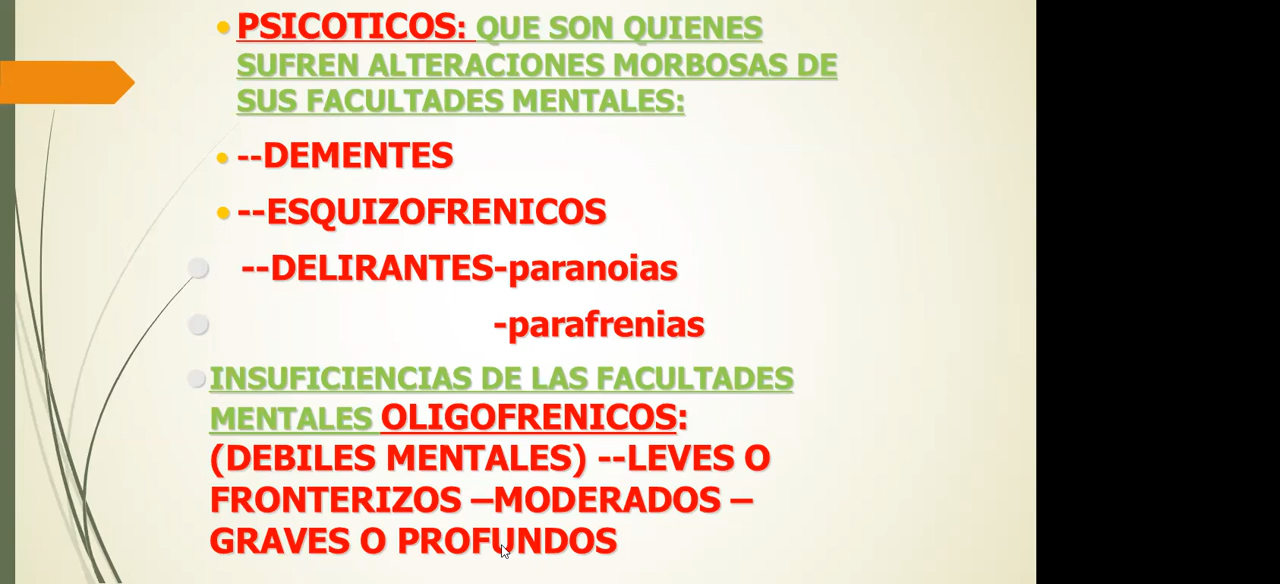 PSICOTICOS: QUE SON QUIENES
SUFREN ALTERACIONES MORBOSAS DE
SUS FACULTADES MENTALES:
--DEMENTES
--ESQUIZOFRENICOS
--DELIRANTES-paranoias
-parafrenias
INSUFICIENCIAS DE LAS FACULTADES
MENTALES OLIGOFRENICOS:
(DEBILES MENTALES) --LEVES O
FRONTERIZOS –MODERADOS –
GRAVES O PROFUNDOS